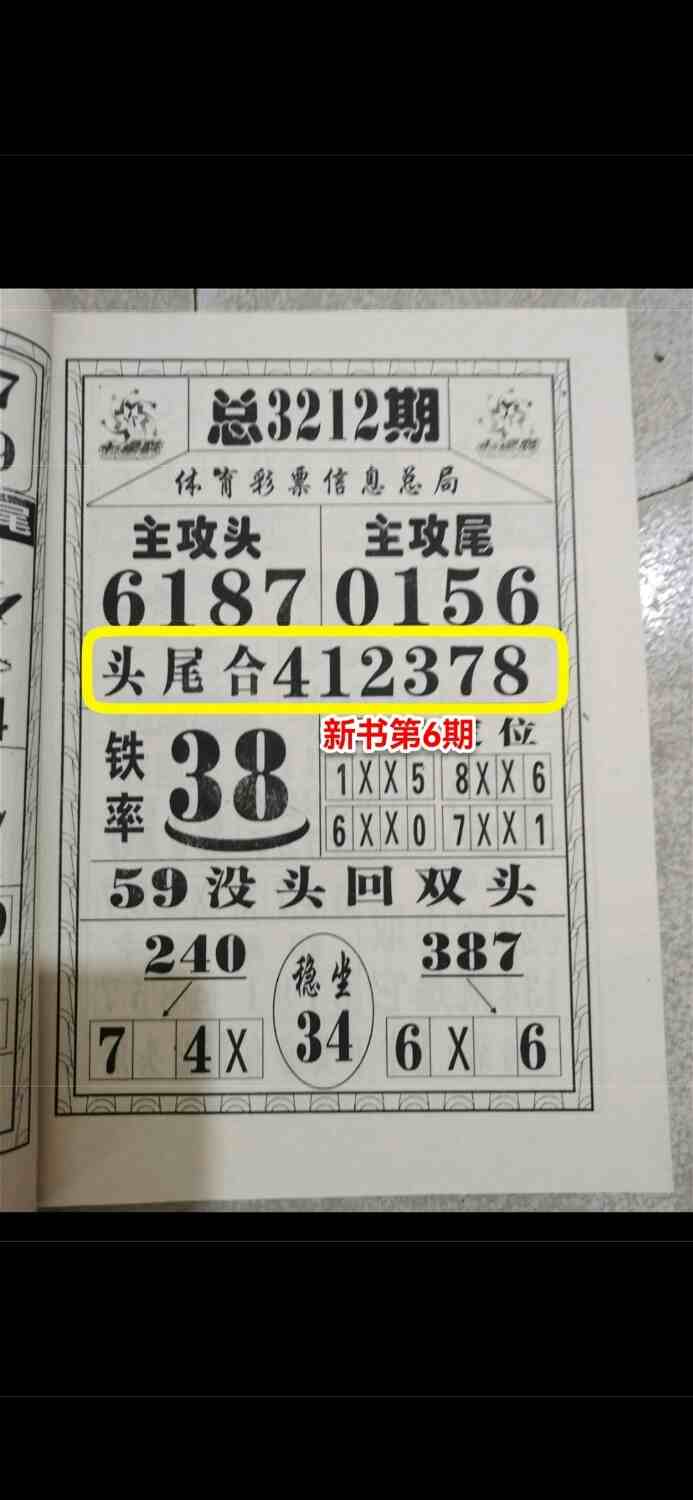 总3212期
体育彩票信息总局
主攻头 主攻尾
6187 0156
头尾合412378
新书第6期
位
铁率 38
1XX5 8XX6
6XX0 7XX1
59没头回双头
240 稳坐 387
7 4X 34 6X 6
7
9
尾